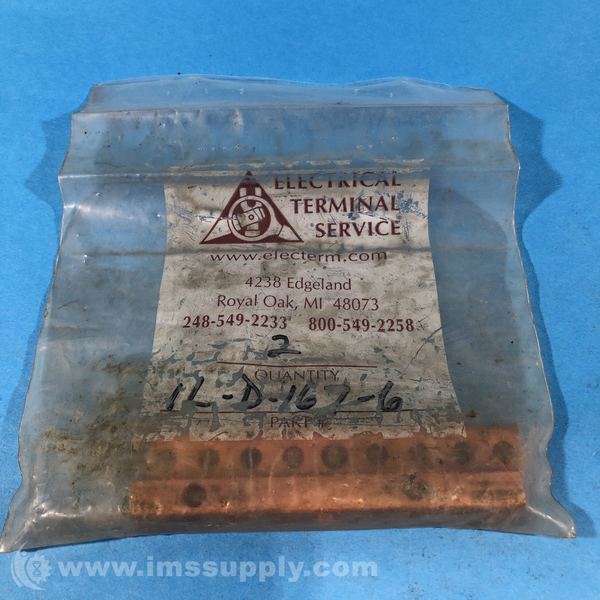 ELECTRICAL
TERMINAL
SERVICE
www.electerm.com
4238 Edgeland
Royal Oak, MI 48073
248-549-2233 800-549-2258
2
QUANTITY
1L-D-167-6
PART #
www.imssupply.com